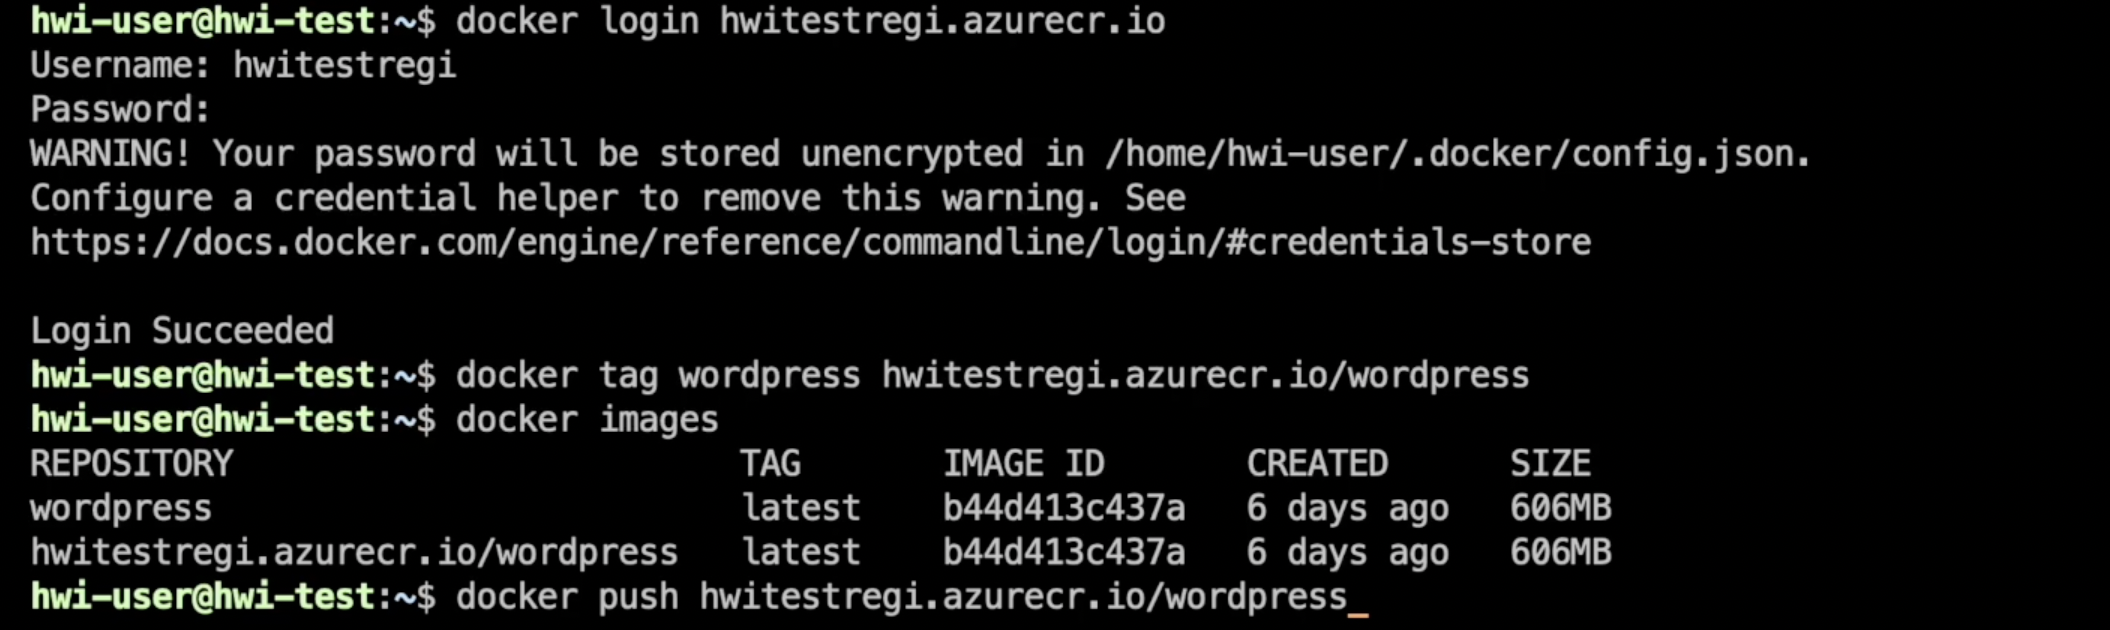 hwi-user@hwi-test:~$ docker login hwitestregi.azurecr.io
Username: hwitestregi
Password:
WARNING! Your password will be stored unencrypted in /home/hwi-user/.docker/config.json.
Configure a credential helper to remove this warning. See
https://docs.docker.com/engine/reference/commandline/login/#credentials-store

Login Succeeded
hwi-user@hwi-test:~$ docker tag wordpress hwitestregi.azurecr.io/wordpress
hwi-user@hwi-test:~$ docker images
REPOSITORY                         TAG       IMAGE ID       CREATED      SIZE
wordpress                          latest    b44d413c437a   6 days ago   606MB
hwitestregi.azurecr.io/wordpress   latest    b44d413c437a   6 days ago   606MB
hwi-user@hwi-test:~$ docker push hwitestregi.azurecr.io/wordpress_